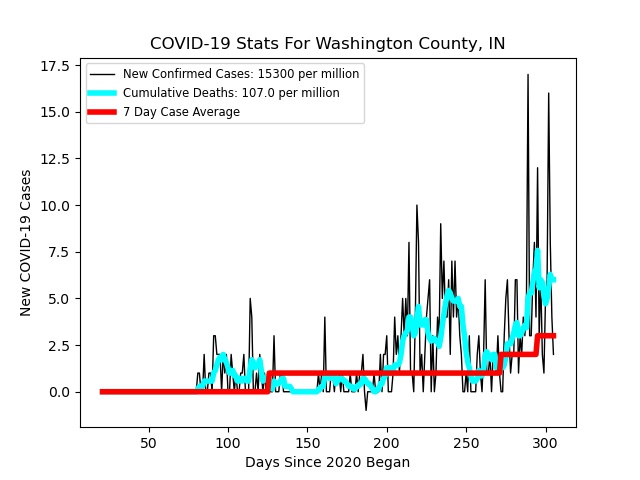 COVID-19 Stats For Washington County, IN
New Confirmed Cases: 15300 per million
Cumulative Deaths: 107.0 per million
7 Day Case Average
17.5
15.0
12.5
10.0
7.5
5.0
2.5
0.0
New COVID-19 Cases
50 100 150 200 250 300
Days Since 2020 Began